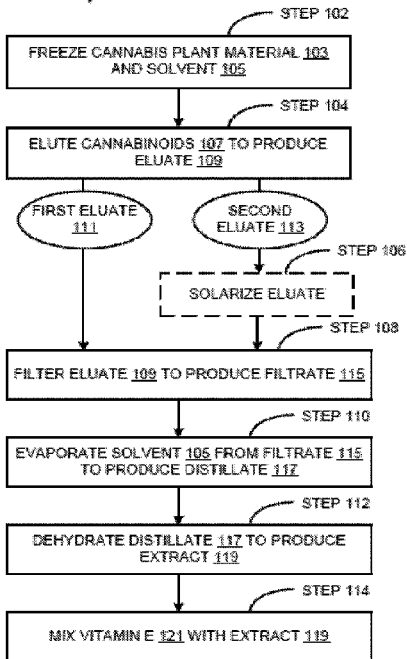 STEP 102
FREEZE CANNABIS PLANT MATERIAL 103
AND SOLVENT 105
STEP 104
ELUTE CANNABINOIDS 107 TO PRODUCE
ELUATE 109
FIRST ELUATE
111
SECOND
ELUATE 113
STEP 106
SOLARIZE ELUATE
STEP 108
FILTER ELUATE 109 TO PRODUCE FILTRATE 115
STEP 110
EVAPORATE SOLVENT 105 FROM FILTRATE 115
TO PRODUCE DISTILLATE 117
STEP 112
DEHYDRATE DISTILLATE 117 TO PRODUCE
EXTRACT 119
STEP 114
MIX VITAMIN E 121 WITH EXTRACT 119